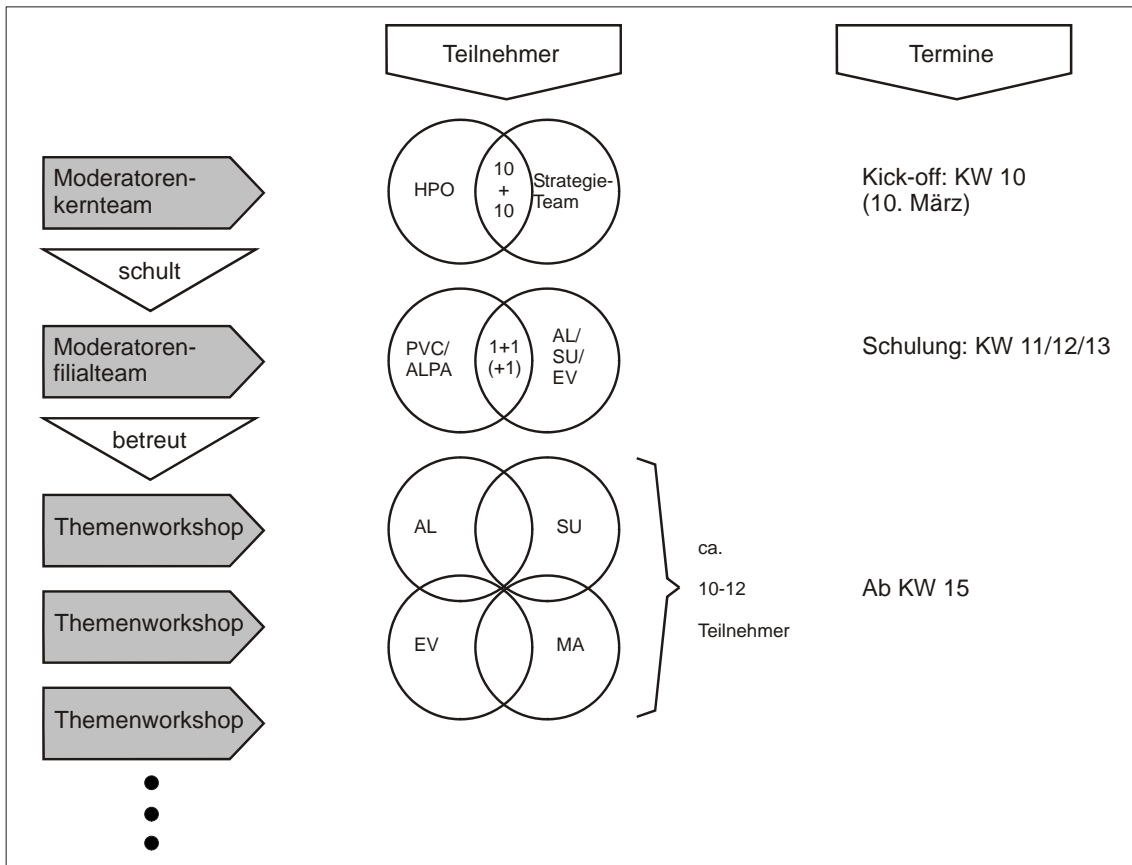 Teilnehmer
Termine
Moderatoren-
kernteam
HPO
10
+
10
Strategie-
Team
Kick-off: KW 10
(10. März)
schult
Moderatoren-
filialteam
PVC/
ALPA
1+1
(+1)
AL/
SU/
EV
Schulung: KW 11/12/13
betreut
Themenworkshop
AL
SU
Themenworkshop
EV
MA
ca.
10-12
Teilnehmer
Ab KW 15
Themenworkshop